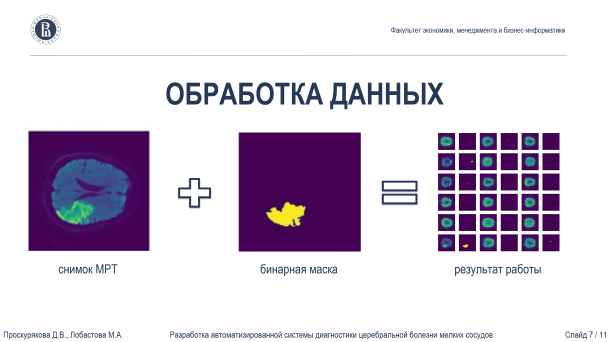 Факультет экономики, менеджмента и бизнес-информатики
ОБРАБОТКА ДАННЫХ
снимок МРТ
бинарная маска
результат работы
Проскурякова Д.В., Лобастова М.А.
Разработка автоматизированной системы диагностики церебральной болезни мелких сосудов
Слайд 7 / 11